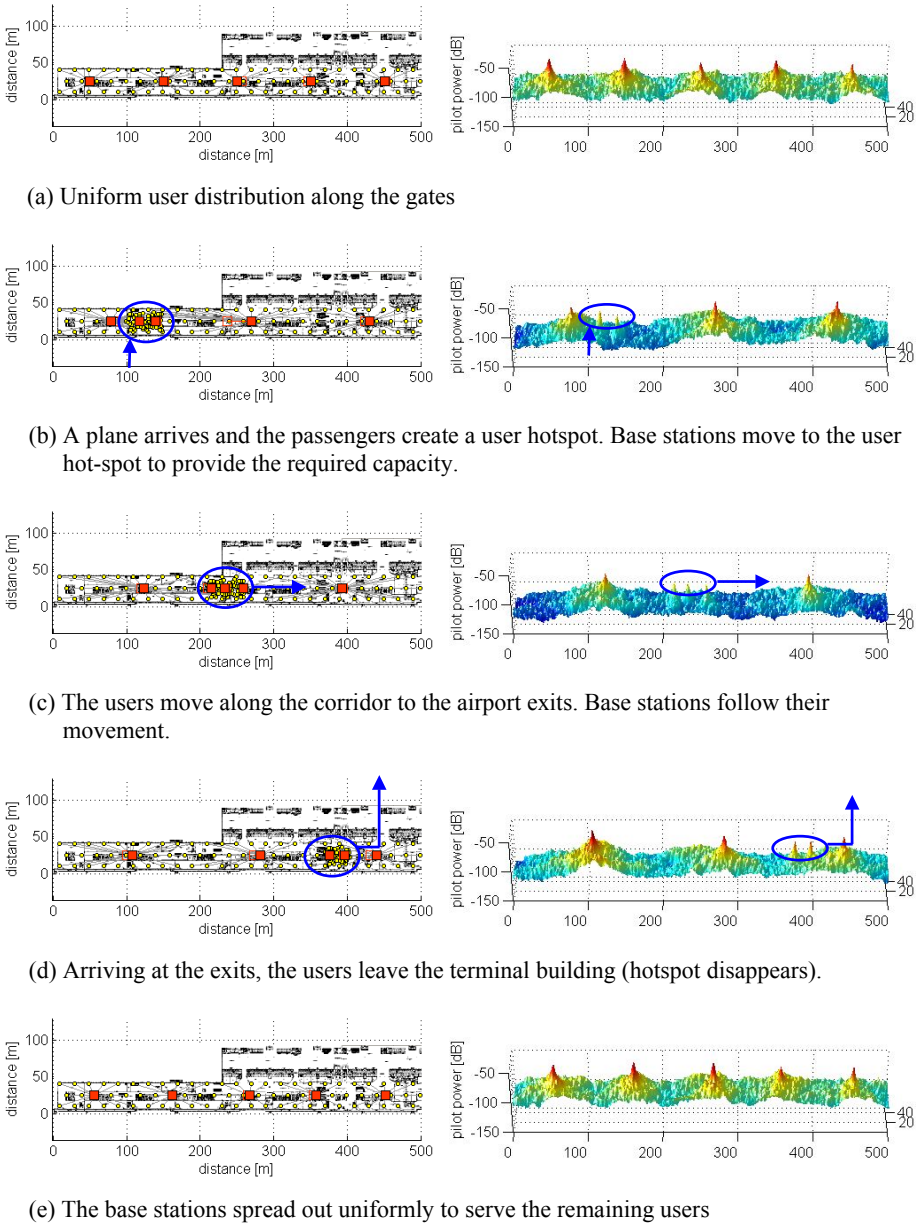 100
50
0
distance [m]
0 100 200 300 400 500
distance [m]
-50
-100
-150
pilot power [dB]
0 100 200 300 400 500
40
20
(a) Uniform user distribution along the gates
100
50
0
distance [m]
0 100 200 300 400 500
distance [m]
-50
-100
-150
pilot power [dB]
0 100 200 300 400 500
40
20
(b) A plane arrives and the passengers create a user hotspot. Base stations move to the user
hot-spot to provide the required capacity.
100
50
0
distance [m]
0 100 200 300 400 500
distance [m]
-50
-100
-150
pilot power [dB]
0 100 200 300 400 500
40
20
(c) The users move along the corridor to the airport exits. Base stations follow their
movement.
100
50
0
distance [m]
0 100 200 300 400 500
distance [m]
-50
-100
-150
pilot power [dB]
0 100 200 300 400 500
40
20
(d) Arriving at the exits, the users leave the terminal building (hotspot disappears).
100
50
0
distance [m]
0 100 200 300 400 500
distance [m]
-50
-100
-150
pilot power [dB]
0 100 200 300 400 500
40
20
(e) The base stations spread out uniformly to serve the remaining users